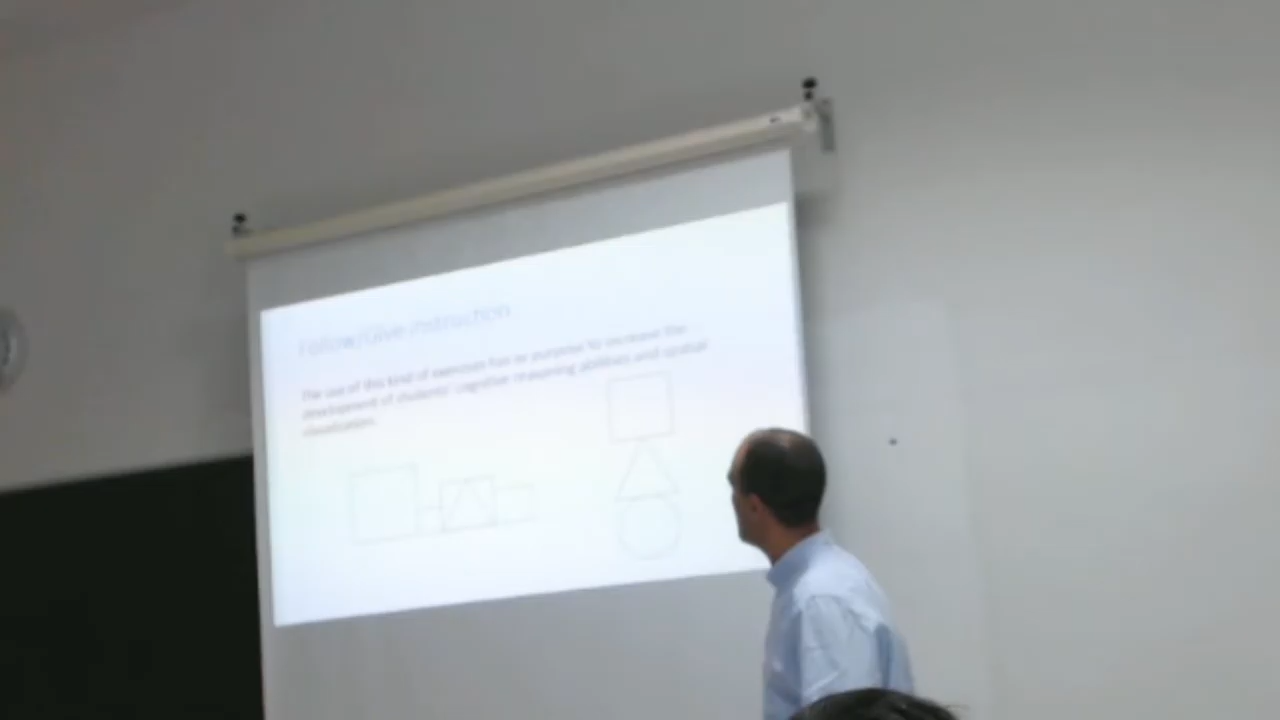 Follow/Give instruction
The use of this kind of exercises has as purpose to increase the
development of students' cognitive reasoning abilities and spatial
visualization.